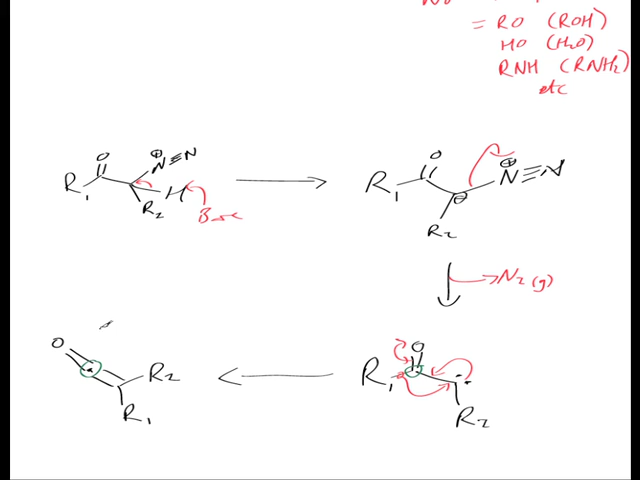 = RO (ROH)
HO (H2O)
RNH (RNH2)
etc
O
⊕
N≡N
R1
H
R2
Base
O
⊕
N≡N
R1
⊖
R2
N2 (g)
O
R2
R1
O
R1
R2